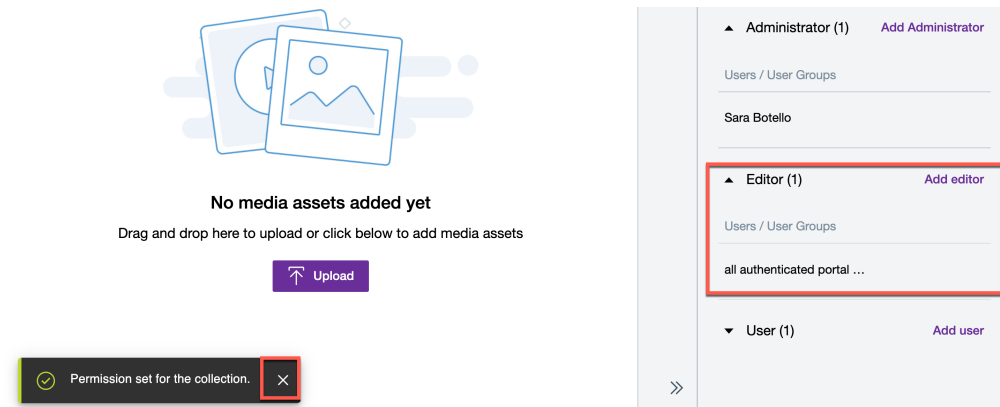 No media assets added yet
Drag and drop here to upload or click below to add media assets
Upload
Permission set for the collection.
Administrator (1) Add Administrator
Users / User Groups
Sara Botello
Editor (1) Add editor
Users / User Groups
all authenticated portal …
User (1) Add user